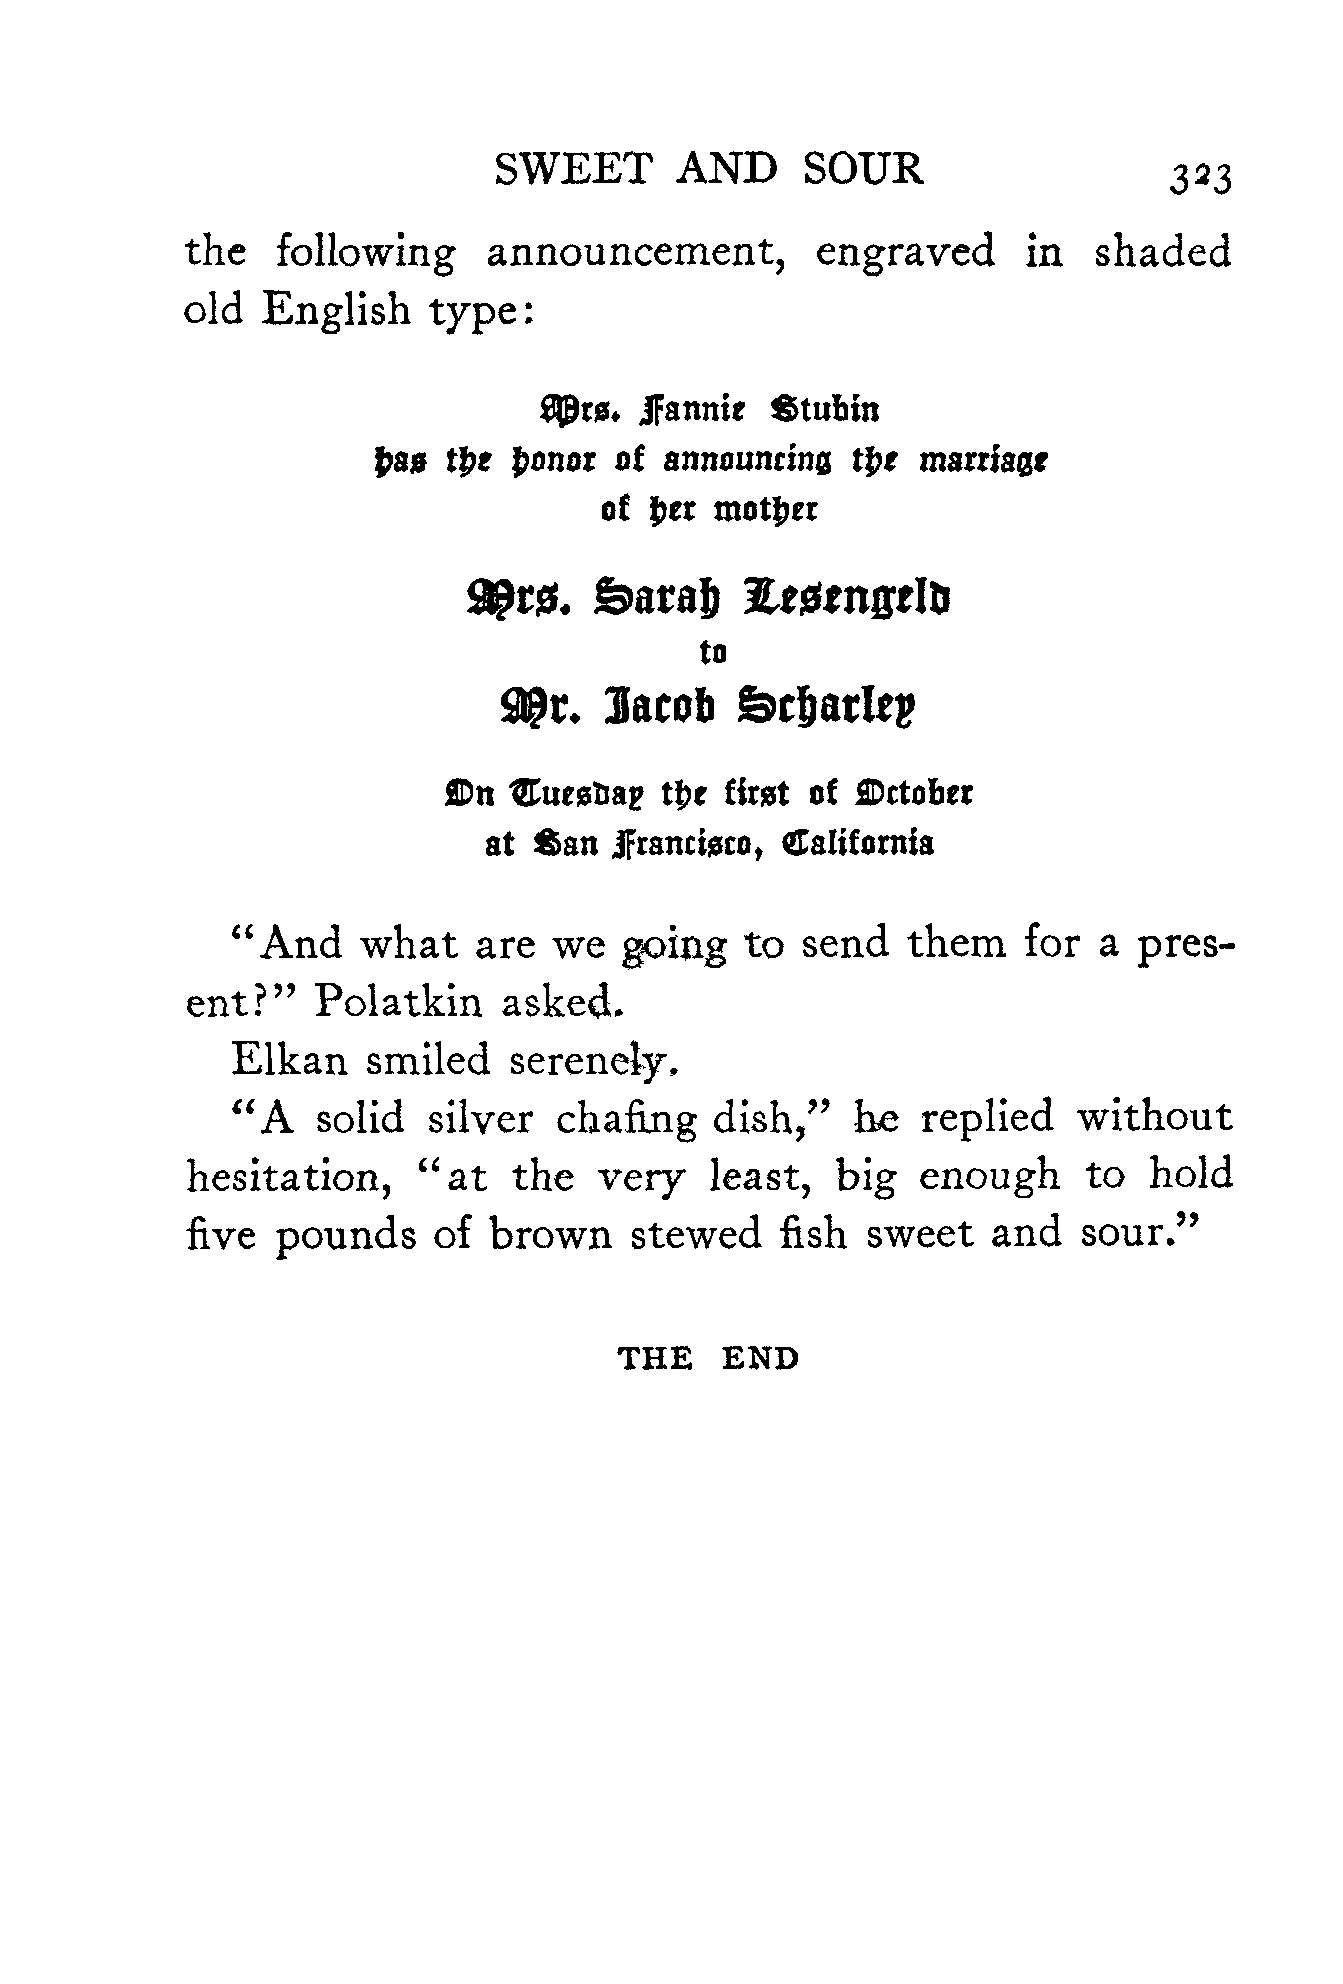 SWEET AND SOUR 323
the following announcement, engraved in shaded
old English type:
Mrs. Fannie Stubin
has the honor of announcing the marriage
of her mother
Mrs. Sarah Lesengeld
to
Mr. Jacob Scharley
On Tuesday the first of October
at San Francisco, California
“And what are we going to send them for a pres-
ent?” Polatkin asked.
Elkan smiled serenely.
“A solid silver chafing dish,” he replied without
hesitation, “at the very least, big enough to hold
five pounds of brown stewed fish sweet and sour.”
THE END